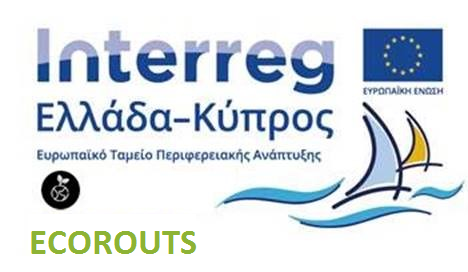 Interreg
ΕΥΡΩΠΑΪΚΗ ΕΝΩΣΗ
Ελλάδα-Κύπρος
Ευρωπαϊκό Ταμείο Περιφερειακής Ανάπτυξης
ECOROUTS